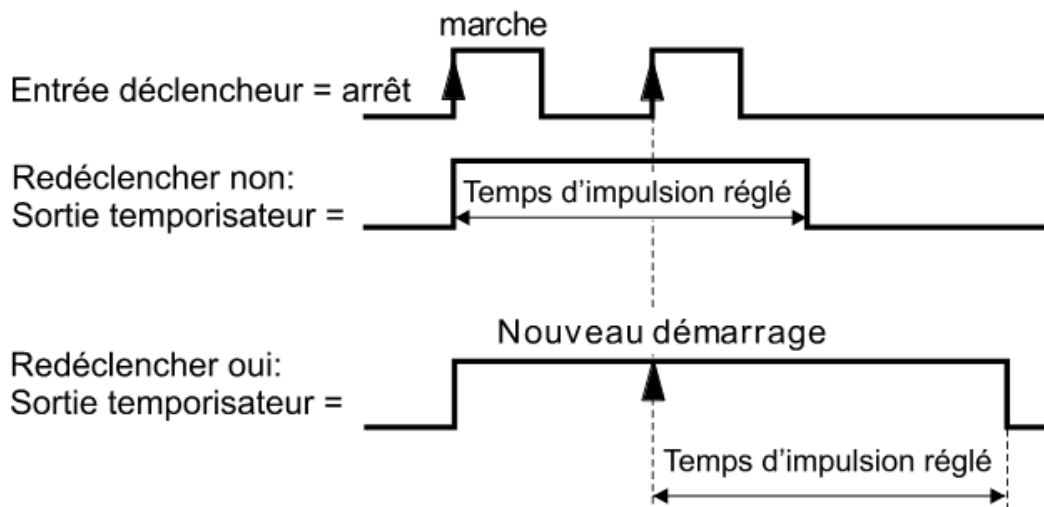 marche
Entrée déclencheur = arrêt
Redéclencher non:
Sortie temporisateur =
Temps d'impulsion réglé
Nouveau démarrage
Redéclencher oui:
Sortie temporisateur =
Temps d'impulsion réglé